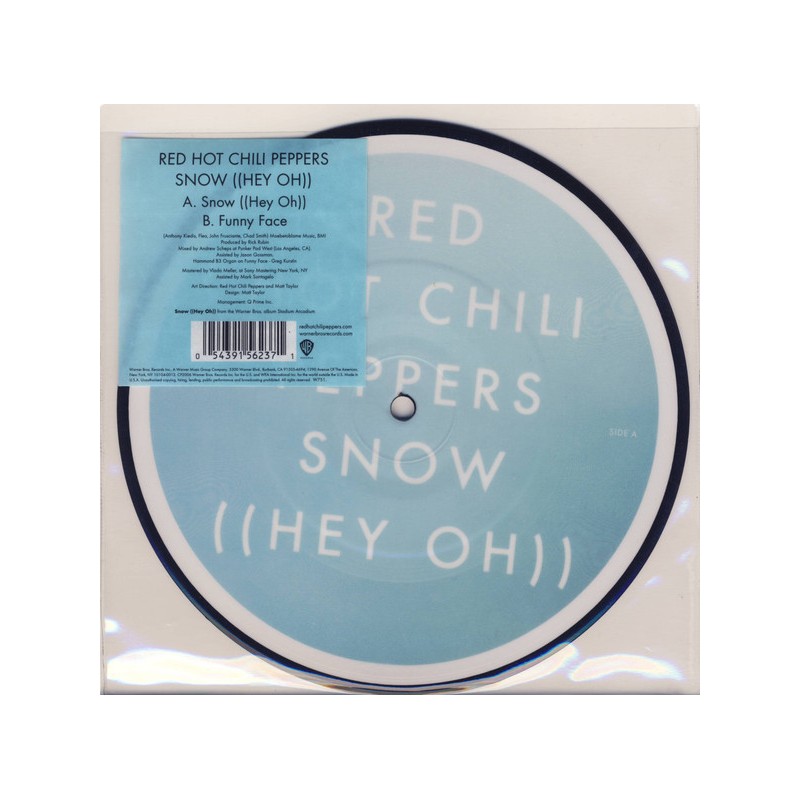 RED HOT CHILI PEPPERS
SNOW ((HEY OH))
A. Snow ((Hey Oh))
B. Funny Face
(Anthony Kiedis, Flea, John Frusciante, Chad Smith) Moebetoblame Music, BMI
Produced by Rick Rubin
Mixed by Andrew Scheps at Punker Pad West (Los Angeles, CA),
Assisted by Jason Gossman.
Hammond B3 Organ on Funny Face - Greg Kurstin
Mastered by Vlado Meller, at Sony Mastering New York, NY
Assisted by Mark Santangelo
Art Direction: Red Hot Chili Peppers and Matt Taylor
Design: Matt Taylor
Management: Q Prime Inc.
Snow ((Hey Oh)) from the Warner Bros. album Stadium Arcadium
redhotchilipeppers.com
warnerbrosrecords.com
0 54391 56237 1
WB
RED
T CHILI
PEPPERS
SNOW
((HEY OH))
SIDE A